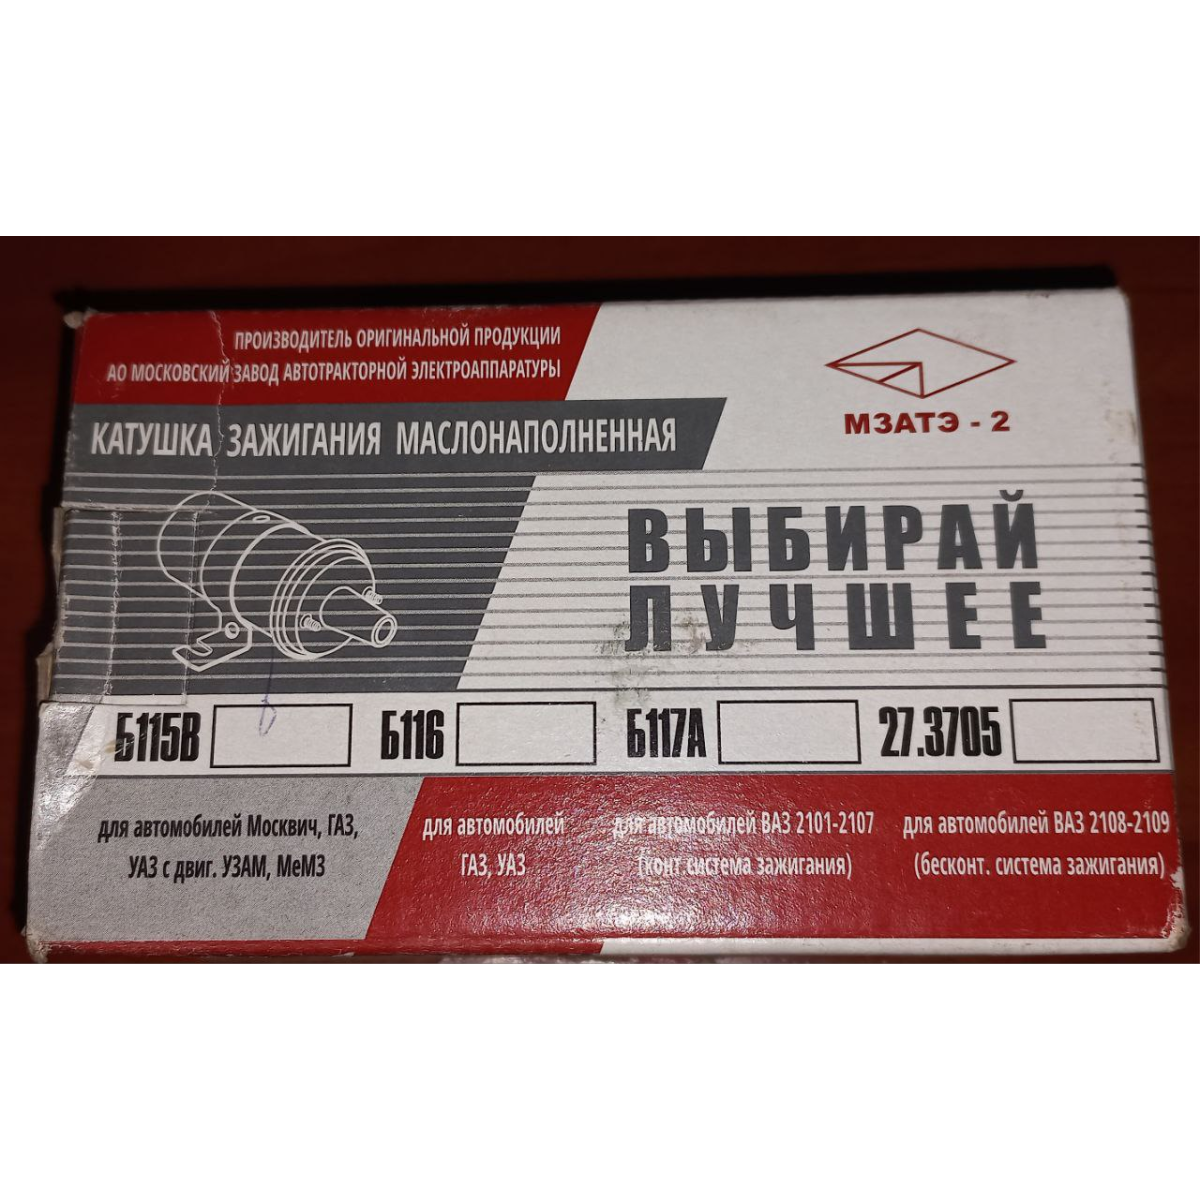 ПРОИЗВОДИТЕЛЬ ОРИГИНАЛЬНОЙ ПРОДУКЦИИ
АО МОСКОВСКИЙ ЗАВОД АВТОТРАКТОРНОЙ ЭЛЕКТРОАППАРАТУРЫ
МЗАТЭ - 2
КАТУШКА ЗАЖИГАНИЯ МАСЛОНАПОЛНЕННАЯ
ВЫБИРАЙ
ЛУЧШЕЕ
Б115В Б116 Б117А 27.3705
для автомобилей Москвич, ГАЗ,
УАЗ с двиг. УЗАМ, МеМЗ
для автомобилей
ГАЗ, УАЗ
для автомобилей ВАЗ 2101-2107
(конт. система зажигания)
для автомобилей ВАЗ 2108-2109
(бесконт. система зажигания)